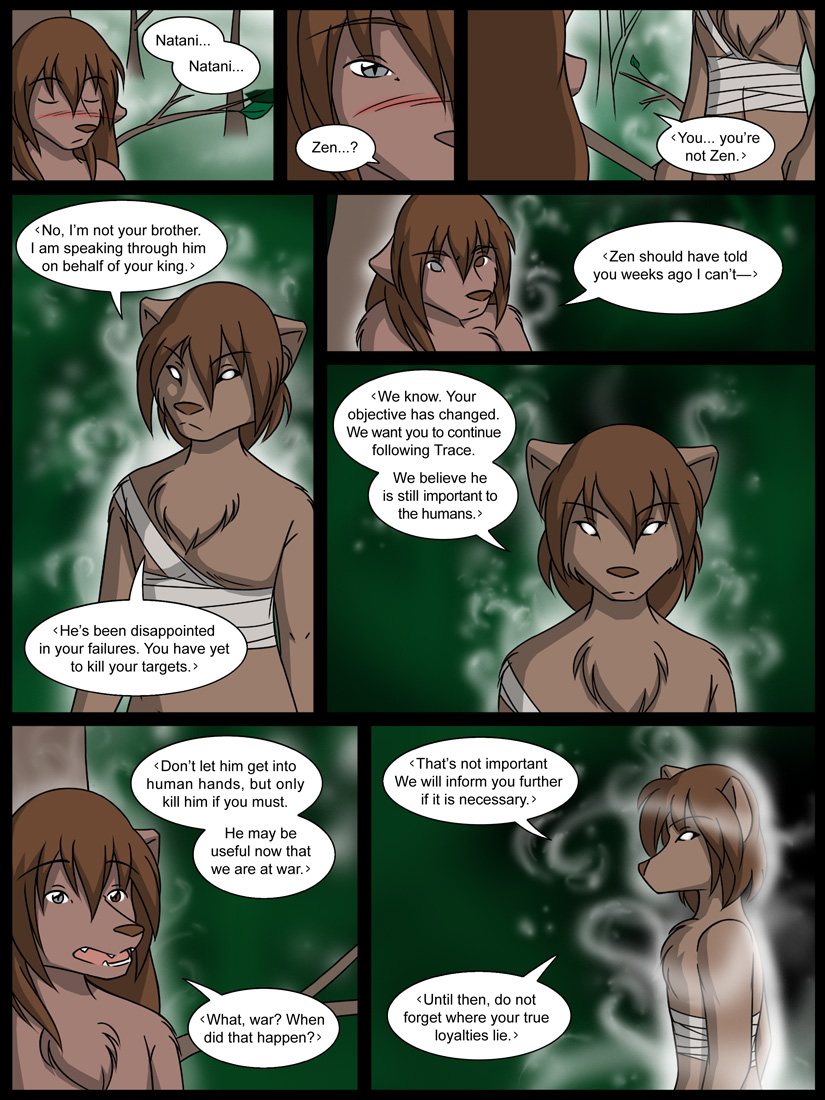 Natani...
Natani...
Zen...?
‹You... you're
not Zen.›
‹No, I'm not your brother.
I am speaking through him
on behalf of your king.›
‹He's been disappointed
in your failures. You have yet
to kill your targets.›
‹Zen should have told
you weeks ago I can't—›
‹We know. Your
objective has changed.
We want you to continue
following Trace.
We believe he
is still important to
the humans.›
‹Don't let him get into
human hands, but only
kill him if you must.
He may be
useful now that
we are at war.›
‹What, war? When
did that happen?›
‹That's not important
We will inform you further
if it is necessary.›
‹Until then, do not
forget where your true
loyalties lie.›